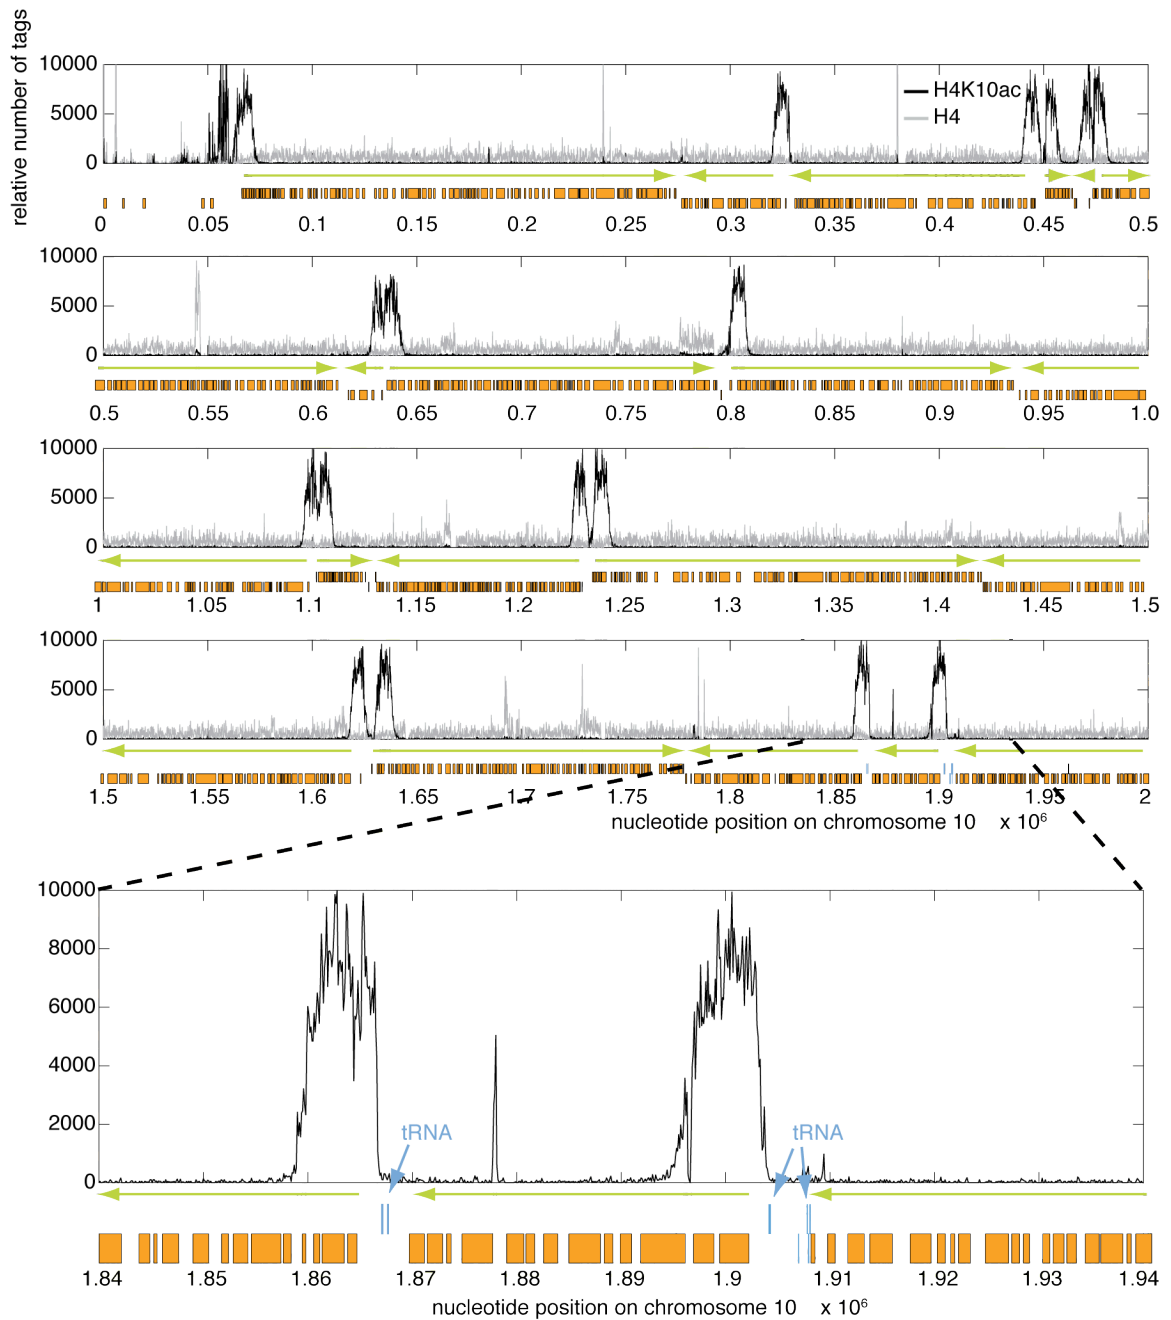 relative number of tags
10000
5000
0
H4K10ac
H4
0 0.05 0.1 0.15 0.2 0.25 0.3 0.35 0.4 0.45 0.5
10000
5000
0
0.5 0.55 0.6 0.65 0.7 0.75 0.8 0.85 0.9 0.95 1.0
10000
5000
0
1 1.05 1.1 1.15 1.2 1.25 1.3 1.35 1.4 1.45 1.5
10000
5000
0
1.5 1.55 1.6 1.65 1.7 1.75 1.8 1.85 1.9 1.95 2
nucleotide position on chromosome 10 x 10⁶
10000
8000
6000
4000
2000
0
tRNA tRNA
1.84 1.85 1.86 1.87 1.88 1.89 1.9 1.91 1.92 1.93 1.94
nucleotide position on chromosome 10 x 10⁶